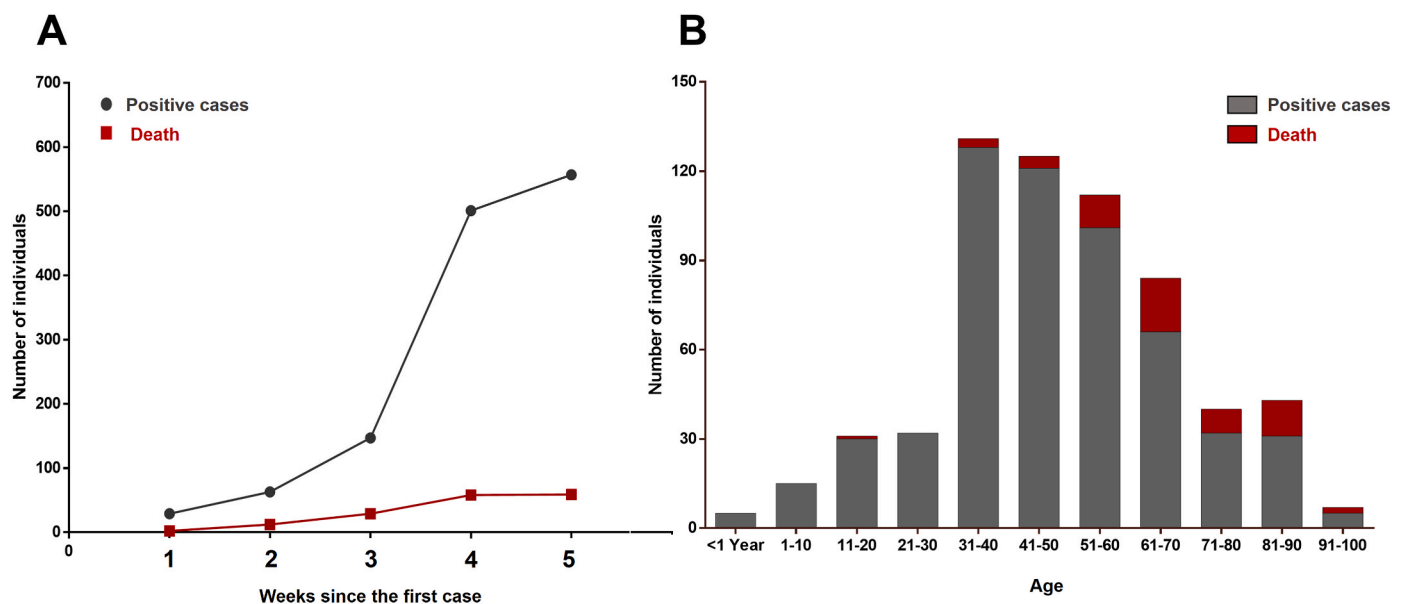 A
700
600
500
400
300
200
100
0
0
1 2 3 4 5
Number of individuals
Weeks since the first case
Positive cases
Death
B
150
120
90
60
30
0
<1 Year 1-10 11-20 21-30 31-40 41-50 51-60 61-70 71-80 81-90 91-100
Number of individuals
Age
Positive cases
Death